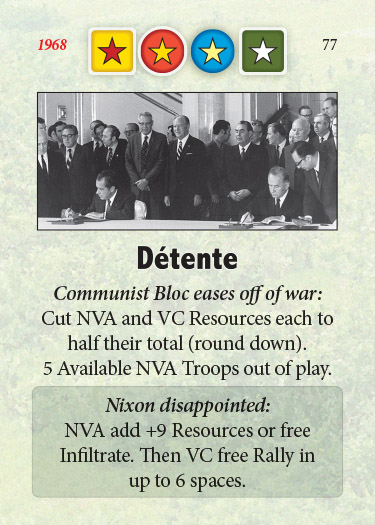 1968
77
Détente
Communist Bloc eases off of war:
Cut NVA and VC Resources each to
half their total (round down).
5 Available NVA Troops out of play.
Nixon disappointed:
NVA add +9 Resources or free
Infiltrate. Then VC free Rally in
up to 6 spaces.